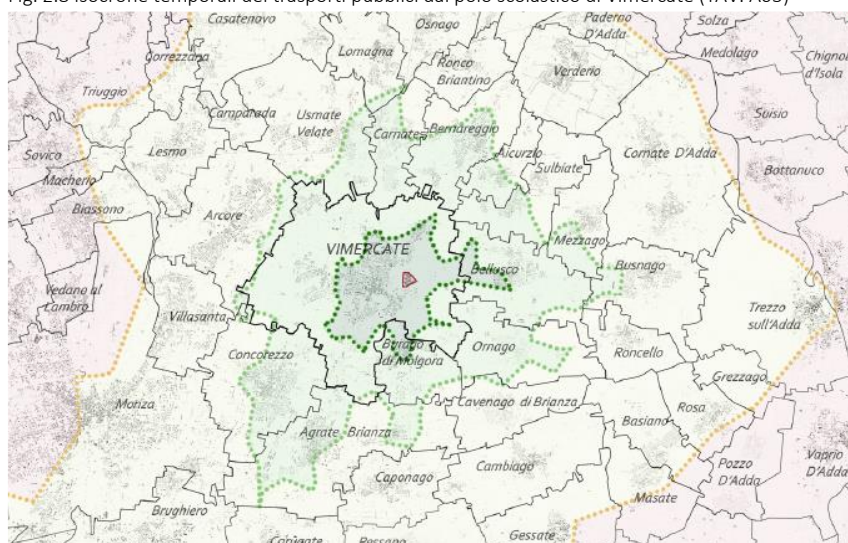 Fig. 2.8 Isocrone temporali dei trasporti pubblici dal polo scolastico di Vimercate (TAV. A03)
Casatenovo
Osnago
Paderno
D'Adda
Solza
Medolago
Chignol
d'Isola
Correzzana
Lomagna
Ronco
Briantino
Verderio
Triuggio
Camparada
Usmate
Velate
Carnate
Bernareggio
Suisio
Sovico
Lesmo
Aicurzio
Sulbiate
Cornate D'Adda
Bottanuco
Macherio
Biassono
Arcore
VIMERCATE
Mezzago
Bellusco
Busnago
Vedano al
Lambro
Villasanta
Trezzo
sull'Adda
Concorezzo
Burago
di Molgora
Ornago
Roncello
Grezzago
Monza
Cavenago di Brianza
Basiano
Rosa
Agrate Brianza
Caponago
Cambiago
Pozzo
D'Adda
Vaprio
D'Adda
Masate
Brugherio
Gessate